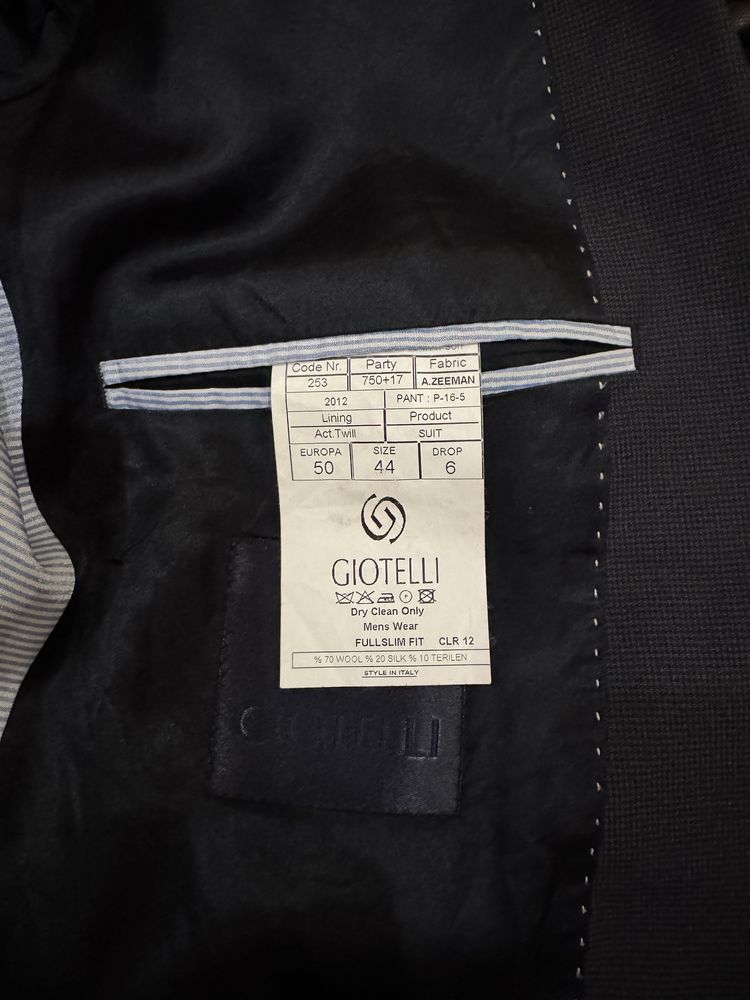 Code Nr. Party Fabric
253 750+17 A.ZEEMAN
2012 PANT : P-16-5
Lining Product
Act.Twill SUIT
EUROPA SIZE DROP
50 44 6
GIOTELLI
Dry Clean Only
Mens Wear
FULLSLIM FIT CLR 12
% 70 WOOL % 20 SILK % 10 TERILEN
STYLE IN ITALY
GIOTELLI